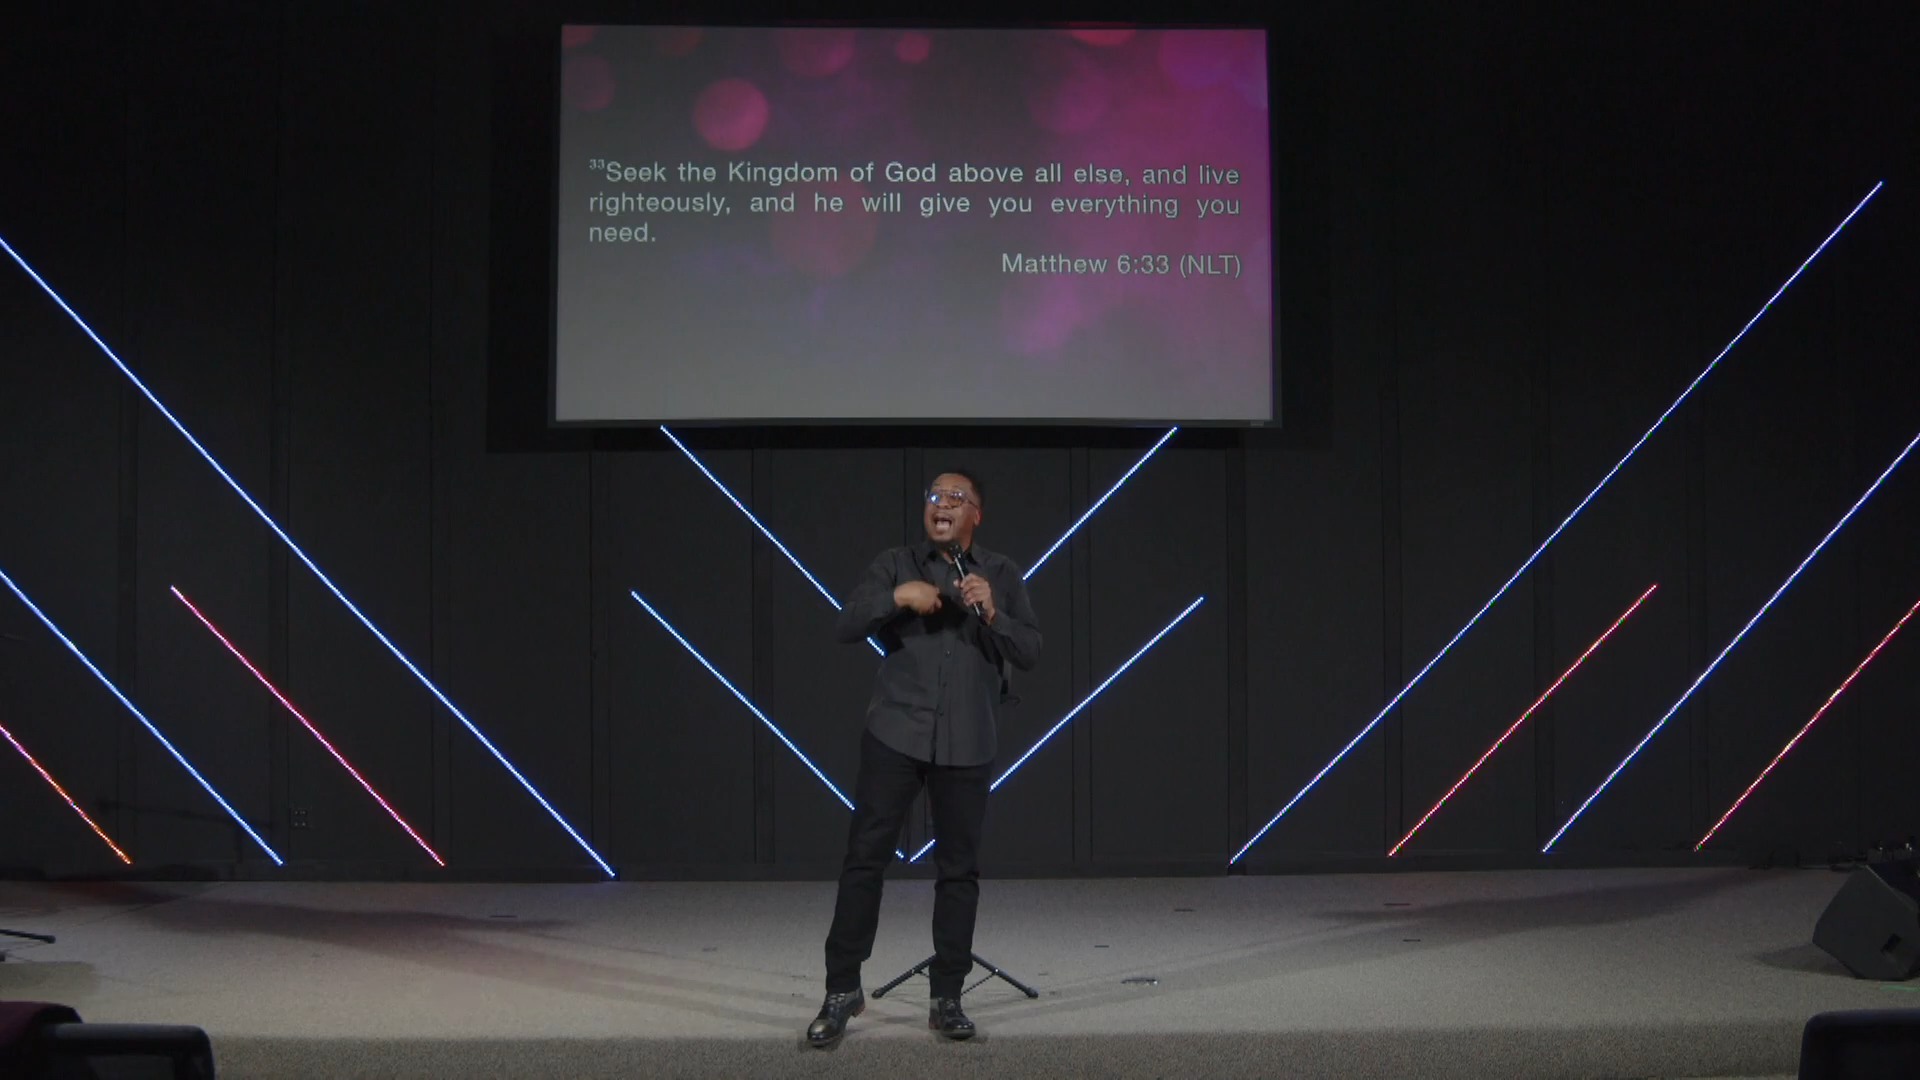 ³³Seek the Kingdom of God above all else, and live
righteously, and he will give you everything you
need.
Matthew 6:33 (NLT)